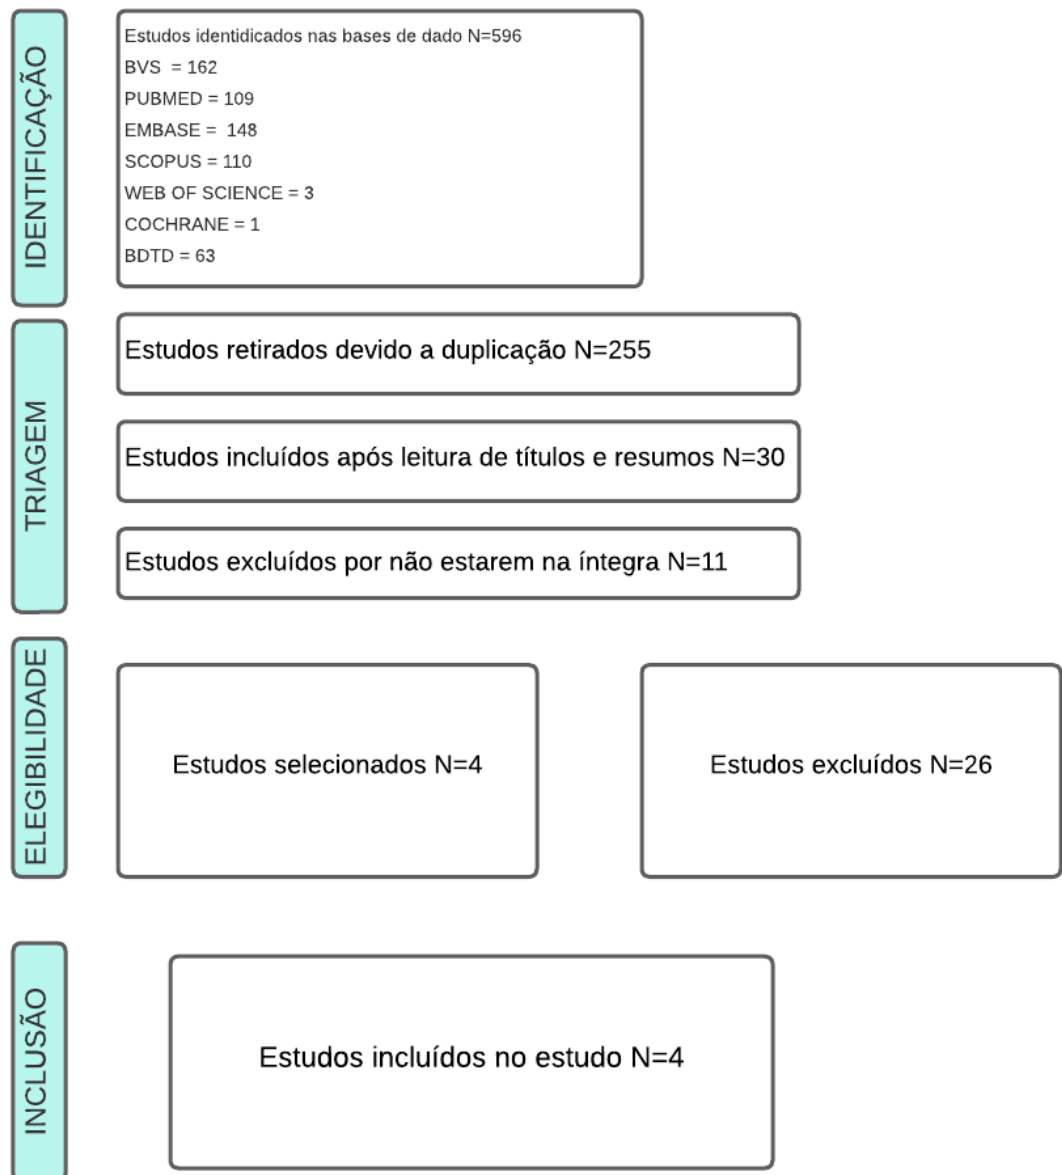 IDENTIFICAÇÃO
Estudos identidicados nas bases de dado N=596
BVS = 162
PUBMED = 109
EMBASE = 148
SCOPUS = 110
WEB OF SCIENCE = 3
COCHRANE = 1
BDTD = 63
TRIAGEM
Estudos retirados devido a duplicação N=255
Estudos incluídos após leitura de títulos e resumos N=30
Estudos excluídos por não estarem na íntegra N=11
ELEGIBILIDADE
Estudos selecionados N=4
Estudos excluídos N=26
INCLUSÃO
Estudos incluídos no estudo N=4